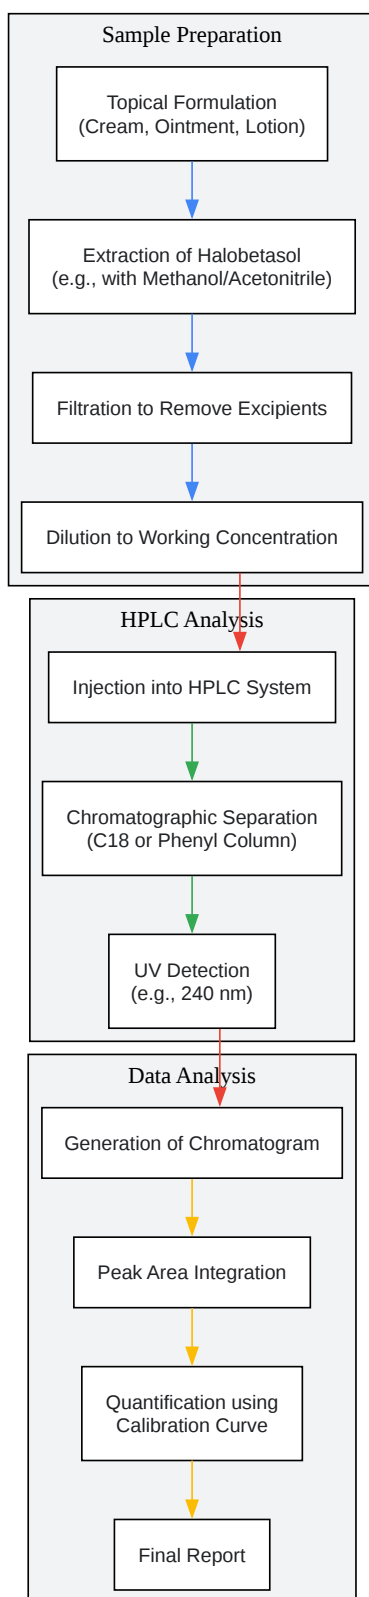 Sample Preparation
Topical Formulation
(Cream, Ointment, Lotion)
Extraction of Halobetasol
(e.g., with Methanol/Acetonitrile)
Filtration to Remove Excipients
Dilution to Working Concentration
HPLC Analysis
Injection into HPLC System
Chromatographic Separation
(C18 or Phenyl Column)
UV Detection
(e.g., 240 nm)
Data Analysis
Generation of Chromatogram
Peak Area Integration
Quantification using
Calibration Curve
Final Report